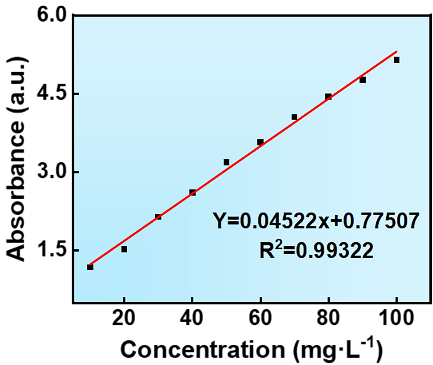 6.0
4.5
3.0
1.5
Absorbance (a.u.)
Y=0.04522x+0.77507
R²=0.99322
20 40 60 80 100
Concentration (mg·L⁻¹)